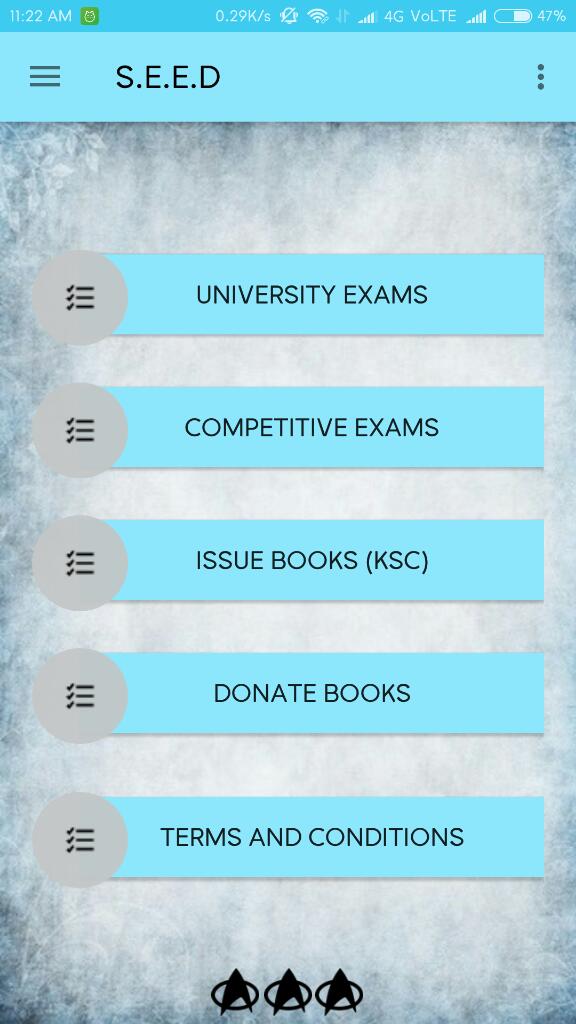 11:22 AM 0.29K/s 4G VoLTE 47%
S.E.E.D
UNIVERSITY EXAMS
COMPETITIVE EXAMS
ISSUE BOOKS (KSC)
DONATE BOOKS
TERMS AND CONDITIONS